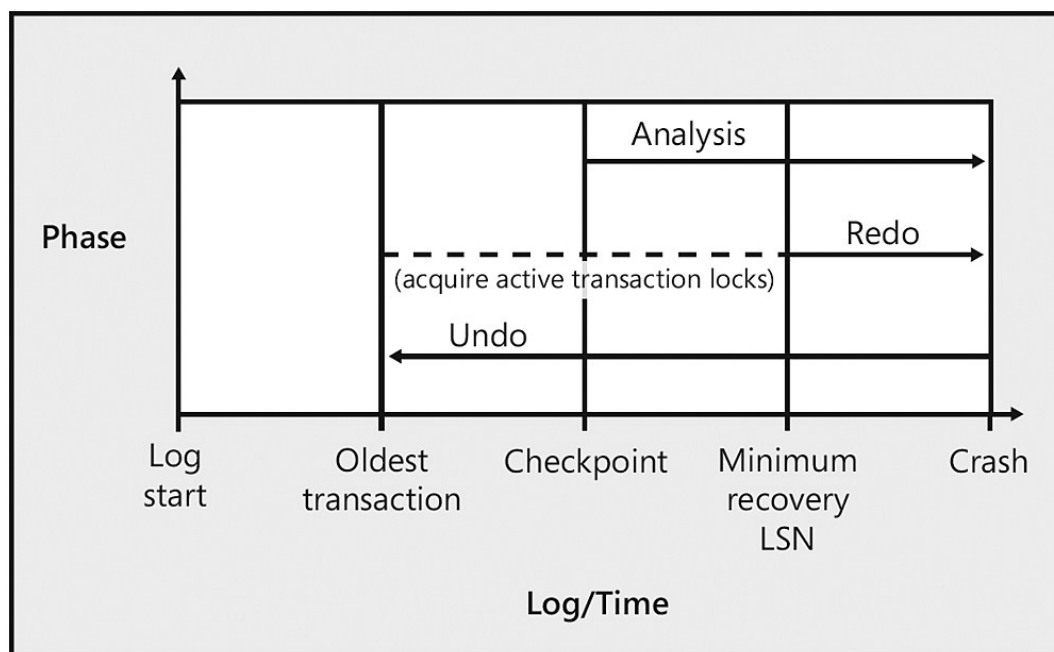 Analysis
Phase
Redo
(acquire active transaction locks)
Undo
Log
start
Oldest
transaction
Checkpoint
Minimum
recovery
LSN
Crash
Log/Time